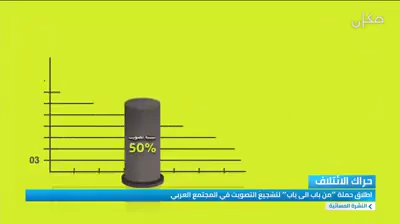 مكان
نسبة تصويت
50%
03
حراك الائتلاف
اطلاق حملة "من باب الى باب" لتشجيع التصويت في المجتمع العربي
النشرة المسائية